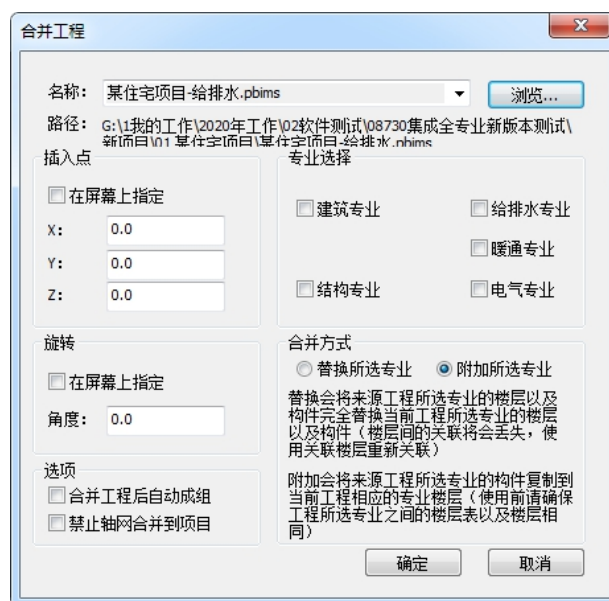 合并工程
名称： 某住宅项目-给排水.pbims 浏览...
路径： G:\1我的工作\2020年工作\02软件测试\08730集成全专业新版本测试\
新项目\01 某住宅项目\某住宅项目-给排水.pbims
插入点
在屏幕上指定
X： 0.0
Y： 0.0
Z： 0.0
专业选择
建筑专业 给排水专业
暖通专业
结构专业 电气专业
旋转
在屏幕上指定
角度： 0.0
合并方式
替换所选专业 附加所选专业
替换会将来源工程所选专业的楼层以及
构件完全替换当前工程所选专业的楼层
以及构件（楼层间的关联将会丢失，使
用关联楼层重新关联）
附加会将来源工程所选专业的构件复制到
当前工程相应的专业楼层（使用前请确保
工程所选专业之间的楼层表以及楼层相
同）
选项
合并工程后自动成组
禁止轴网合并到项目
确定 取消